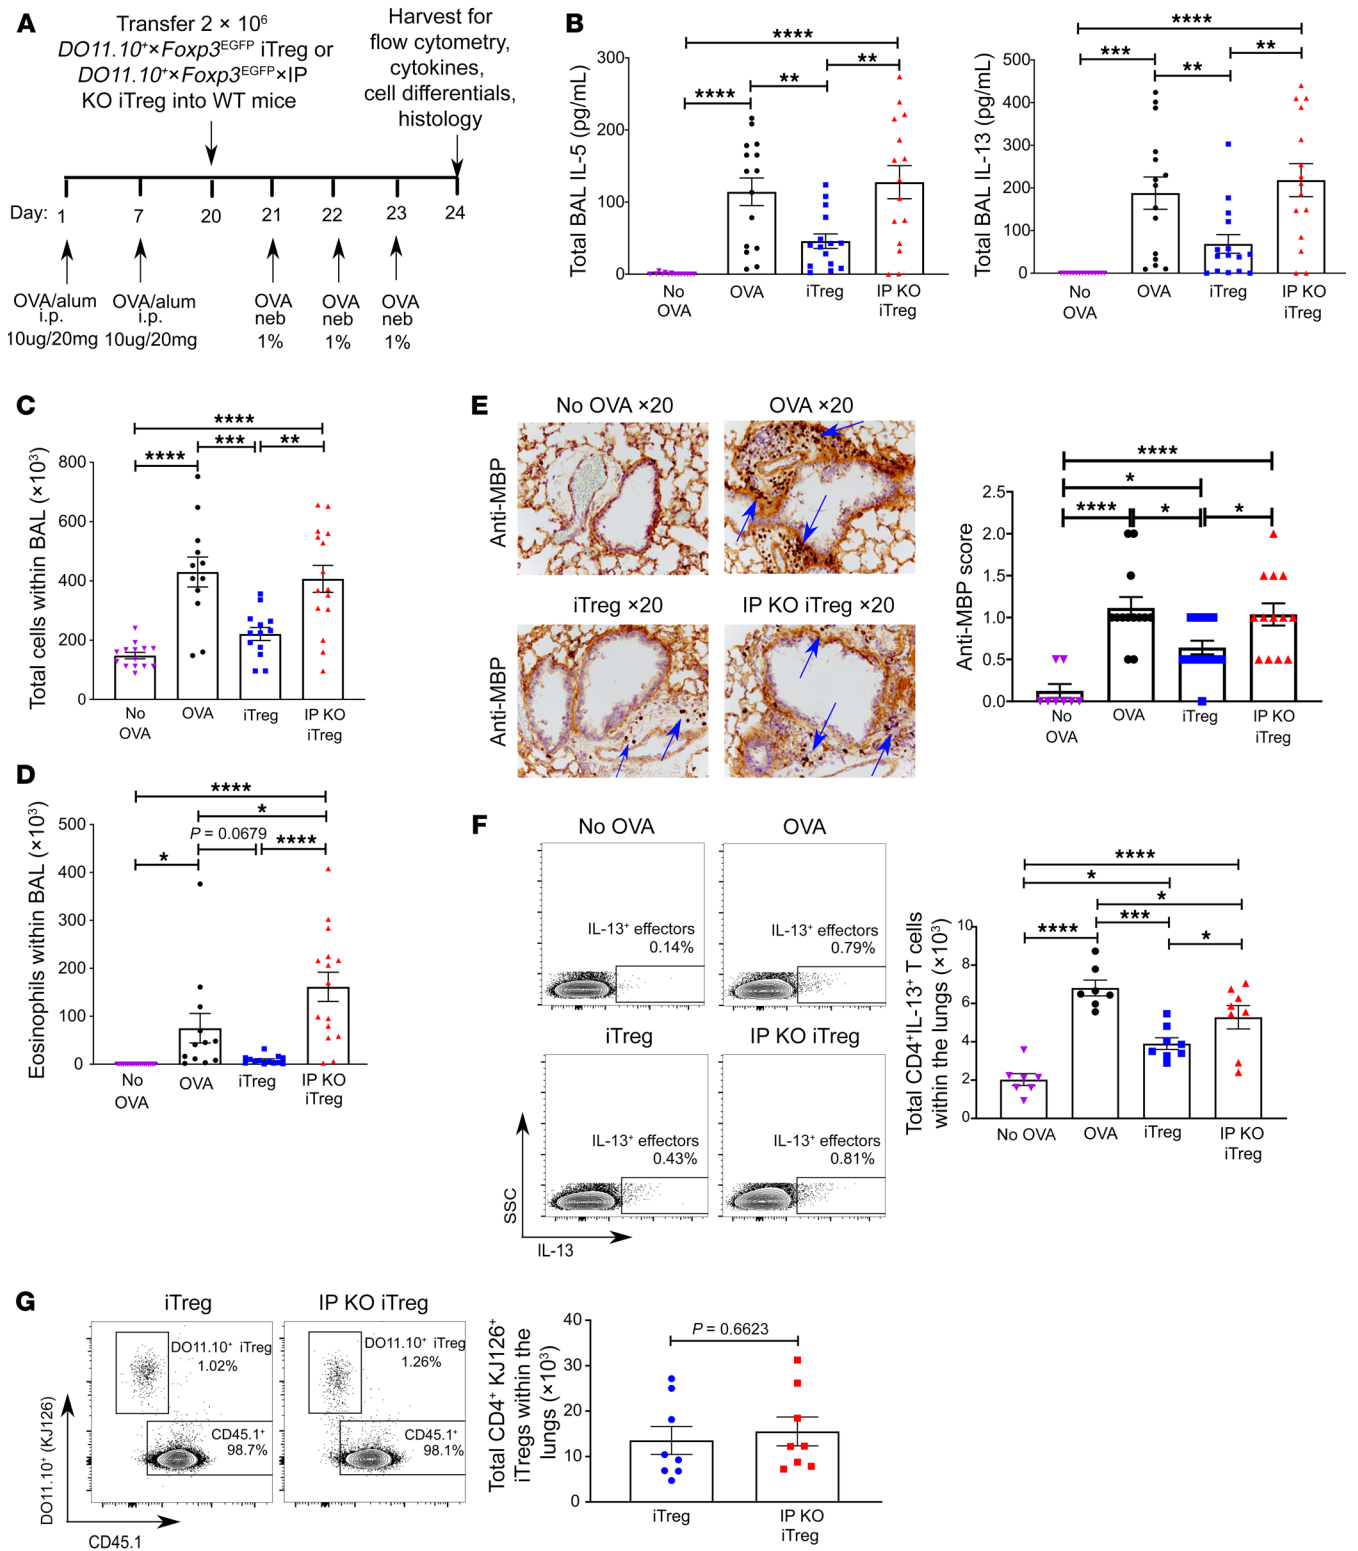 A
Transfer 2 × 10⁶
DO11.10⁺×Foxp3ᴱᴳᶠᴾ iTreg or
DO11.10⁺×Foxp3ᴱᴳᶠᴾ×IP
KO iTreg into WT mice
Harvest for
flow cytometry,
cytokines,
cell differentials,
histology
Day: 1 7 20 21 22 23 24
OVA/alum
i.p.
10ug/20mg
OVA/alum
i.p.
10ug/20mg
OVA
neb
1%
OVA
neb
1%
OVA
neb
1%
B
Total BAL IL-5 (pg/mL)
300
200
100
0
****
**
**
****
No
OVA
OVA
iTreg
IP KO
iTreg
Total BAL IL-13 (pg/mL)
500
400
300
200
100
0
****
***
**
**
No
OVA
OVA
iTreg
IP KO
iTreg
C
Total cells within BAL (×10³)
800
600
400
200
0
****
***
**
****
No
OVA
OVA
iTreg
IP KO
iTreg
D
Eosinophils within BAL (×10³)
500
400
300
200
100
0
****
*
P = 0.0679
****
*
No
OVA
OVA
iTreg
IP KO
iTreg
E
No OVA ×20
OVA ×20
Anti-MBP
iTreg ×20
IP KO iTreg ×20
Anti-MBP
Anti-MBP score
2.5
2.0
1.5
1.0
0.5
0.0
****
*
****
*
*
No
OVA
OVA
iTreg
IP KO
iTreg
F
No OVA
OVA
IL-13⁺ effectors
0.14%
IL-13⁺ effectors
0.79%
iTreg
IP KO iTreg
IL-13⁺ effectors
0.43%
IL-13⁺ effectors
0.81%
SSC
IL-13
Total CD4⁺IL-13⁺ T cells
within the lungs (×10³)
10
8
6
4
2
0
****
*
*
***
****
*
No OVA
OVA
iTreg
IP KO
iTreg
G
iTreg
IP KO iTreg
DO11.10⁺ iTreg
1.02%
CD45.1⁺
98.7%
DO11.10⁺ iTreg
1.26%
CD45.1⁺
98.1%
DO11.10⁺ (KJ126)
CD45.1
Total CD4⁺ KJ126⁺
iTregs within the
lungs (×10³)
40
30
20
10
0
P = 0.6623
iTreg
IP KO
iTreg